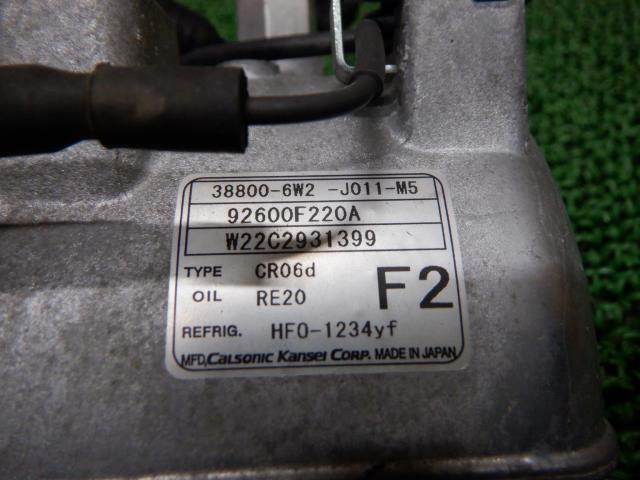 38800-6W2 -J011-M5
92600F220A
W22C2931399
TYPE CR06d
OIL RE20
F2
REFRIG. HFO-1234yf
MFD, CALSONIC KANSEI CORP. MADE IN JAPAN